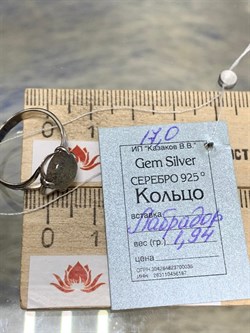 17,0
ИП "Казаков В.В."
Gem Silver
СЕРЕБРО 925°
Кольцо
вставка Лабрадор
вес (гр.) 1,94
цена